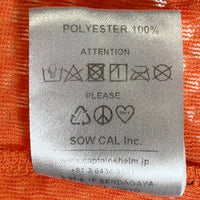 POLYESTER 100%
ATTENTION
PLEASE
SOW CAL Inc.
www.captainshelm.jp
SENDAGAYA